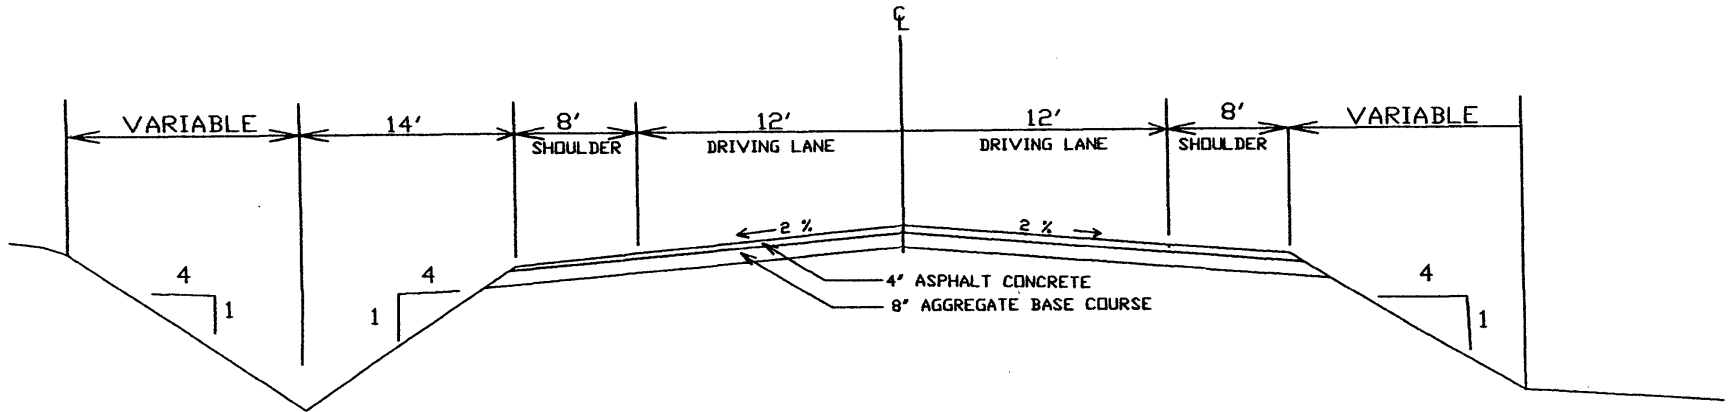 ℄
VARIABLE 14' 8' 12' 12' 8' VARIABLE
SHOULDER DRIVING LANE DRIVING LANE SHOULDER
2 % 2 %
4 4 4
1 1 1
4" ASPHALT CONCRETE
8" AGGREGATE BASE COURSE